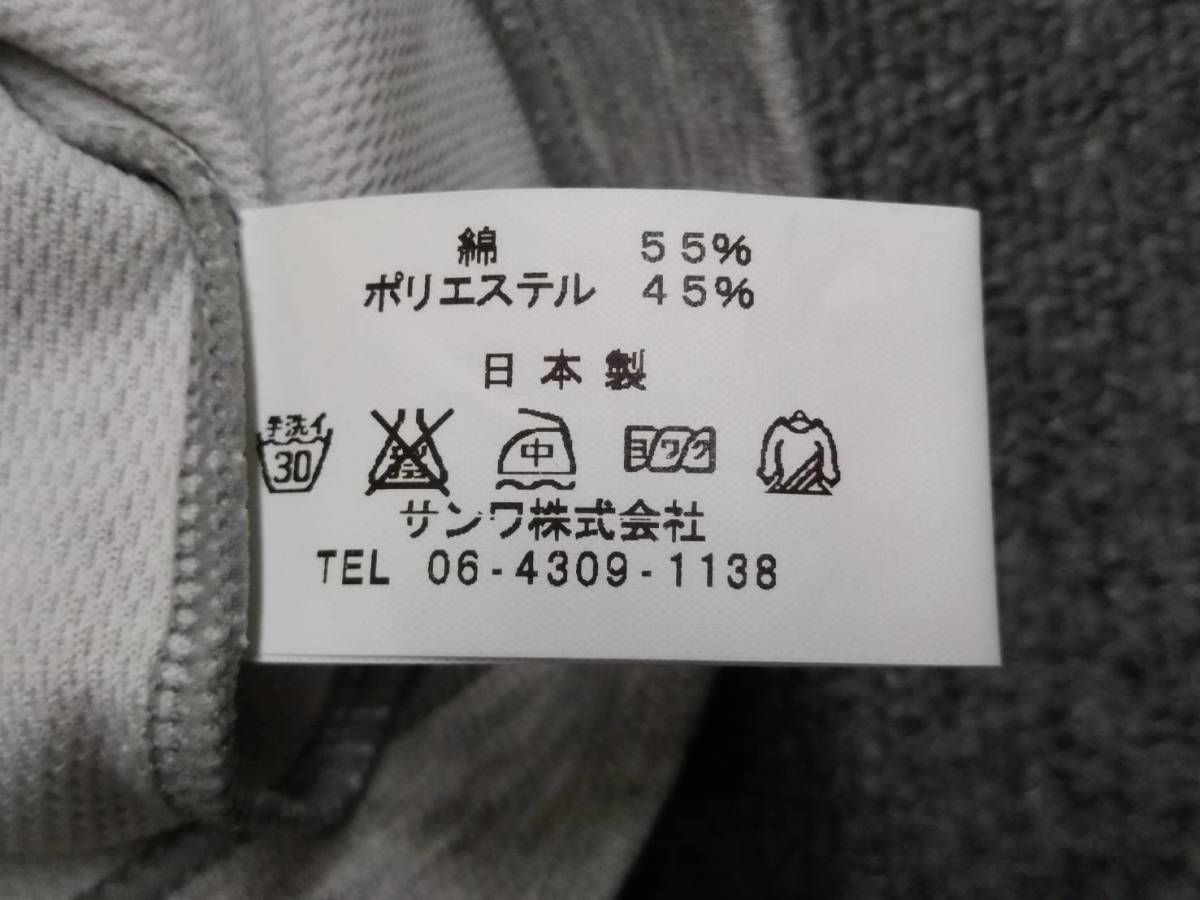 綿 55%
ポリエステル 45%
日本製
手洗イ
30 中 ヨワク
サンワ株式会社
TEL 06-4309-1138